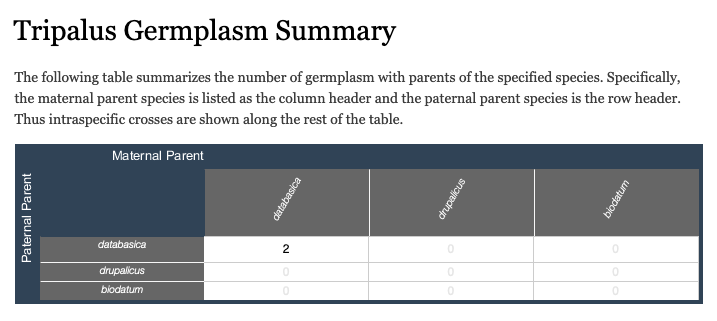 Tripalus Germplasm Summary
The following table summarizes the number of germplasm with parents of the specified species. Specifically,
the maternal parent species is listed as the column header and the paternal parent species is the row header.
Thus intraspecific crosses are shown along the rest of the table.
Maternal Parent
Paternal Parent
databasica drupalicus biodatum
databasica 2 0 0
drupalicus 0 0 0
biodatum 0 0 0